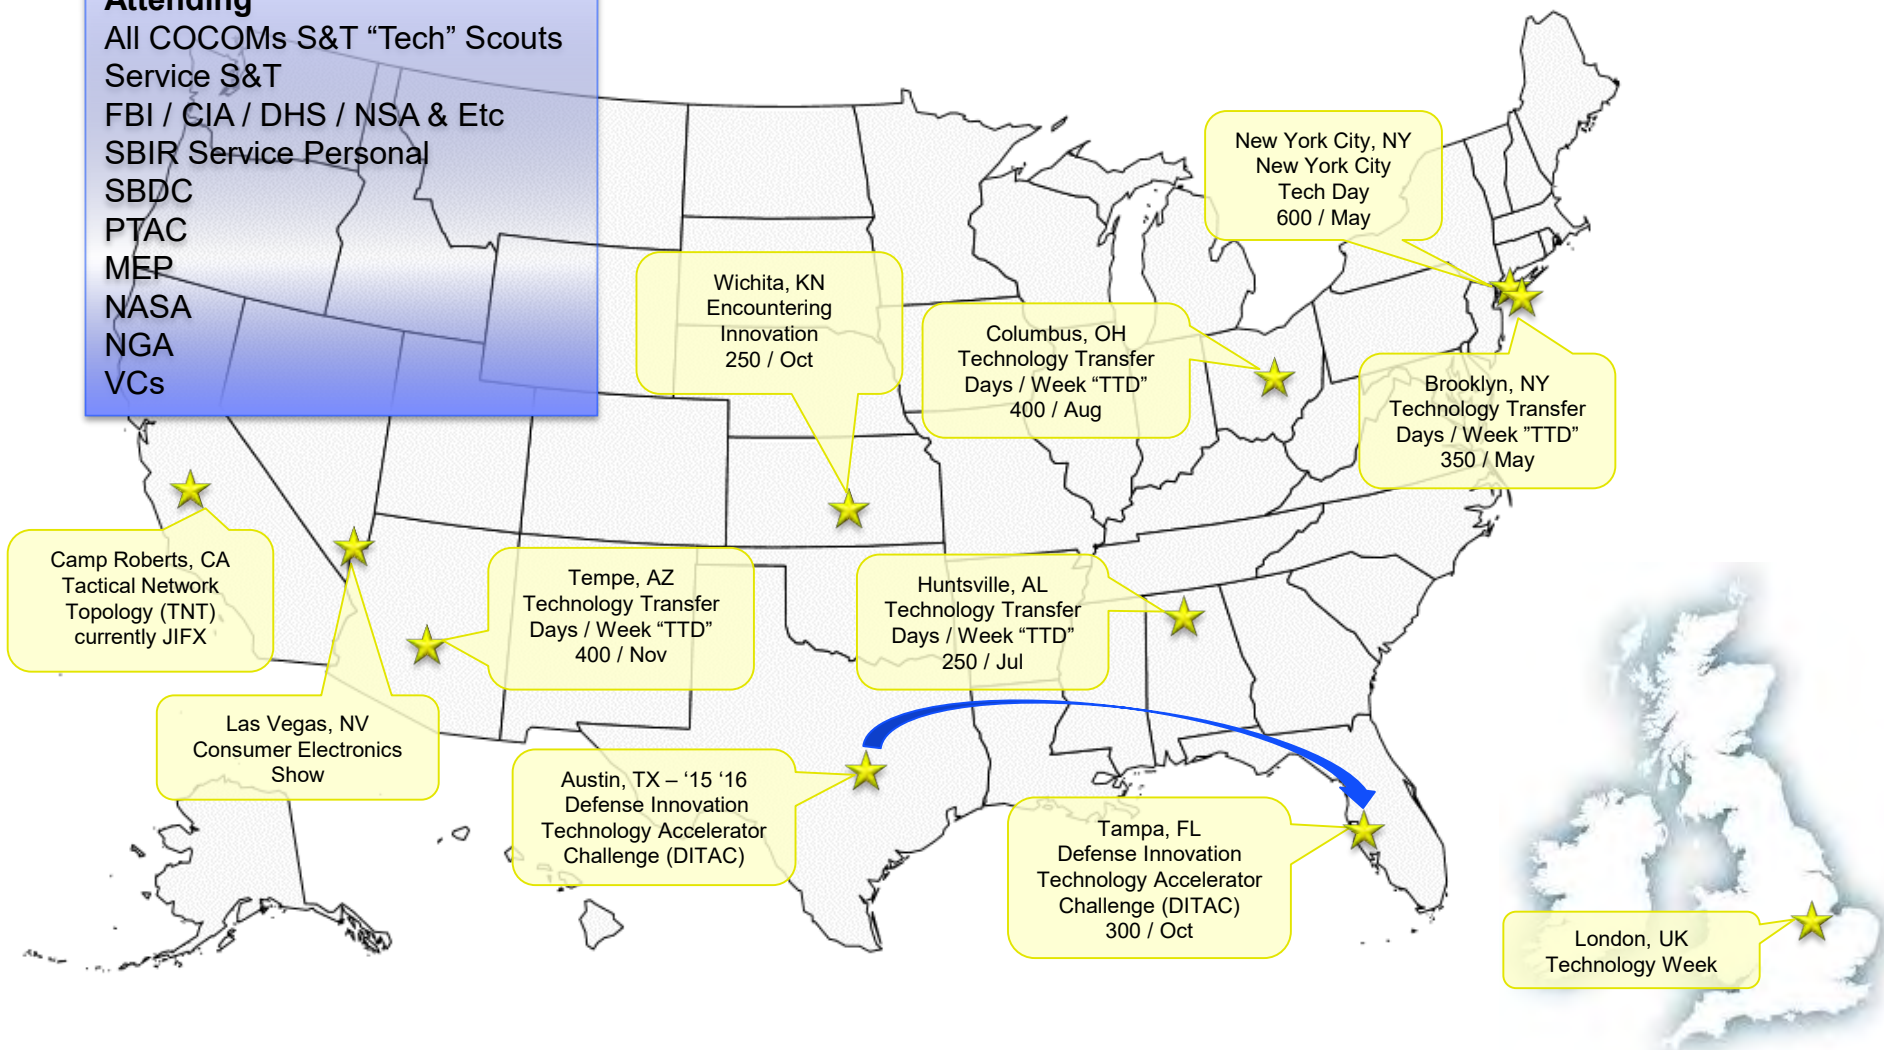 Attending
All COCOMs S&T “Tech” Scouts
Service S&T
FBI / CIA / DHS / NSA & Etc
SBIR Service Personal
SBDC
PTAC
MEP
NASA
NGA
VCs
New York City, NY
New York City
Tech Day
600 / May
Wichita, KN
Encountering
Innovation
250 / Oct
Columbus, OH
Technology Transfer
Days / Week “TTD”
400 / Aug
Brooklyn, NY
Technology Transfer
Days / Week ”TTD”
350 / May
Camp Roberts, CA
Tactical Network
Topology (TNT)
currently JIFX
Tempe, AZ
Technology Transfer
Days / Week “TTD”
400 / Nov
Huntsville, AL
Technology Transfer
Days / Week “TTD”
250 / Jul
Las Vegas, NV
Consumer Electronics
Show
Austin, TX – ‘15 ‘16
Defense Innovation
Technology Accelerator
Challenge (DITAC)
Tampa, FL
Defense Innovation
Technology Accelerator
Challenge (DITAC)
300 / Oct
London, UK
Technology Week